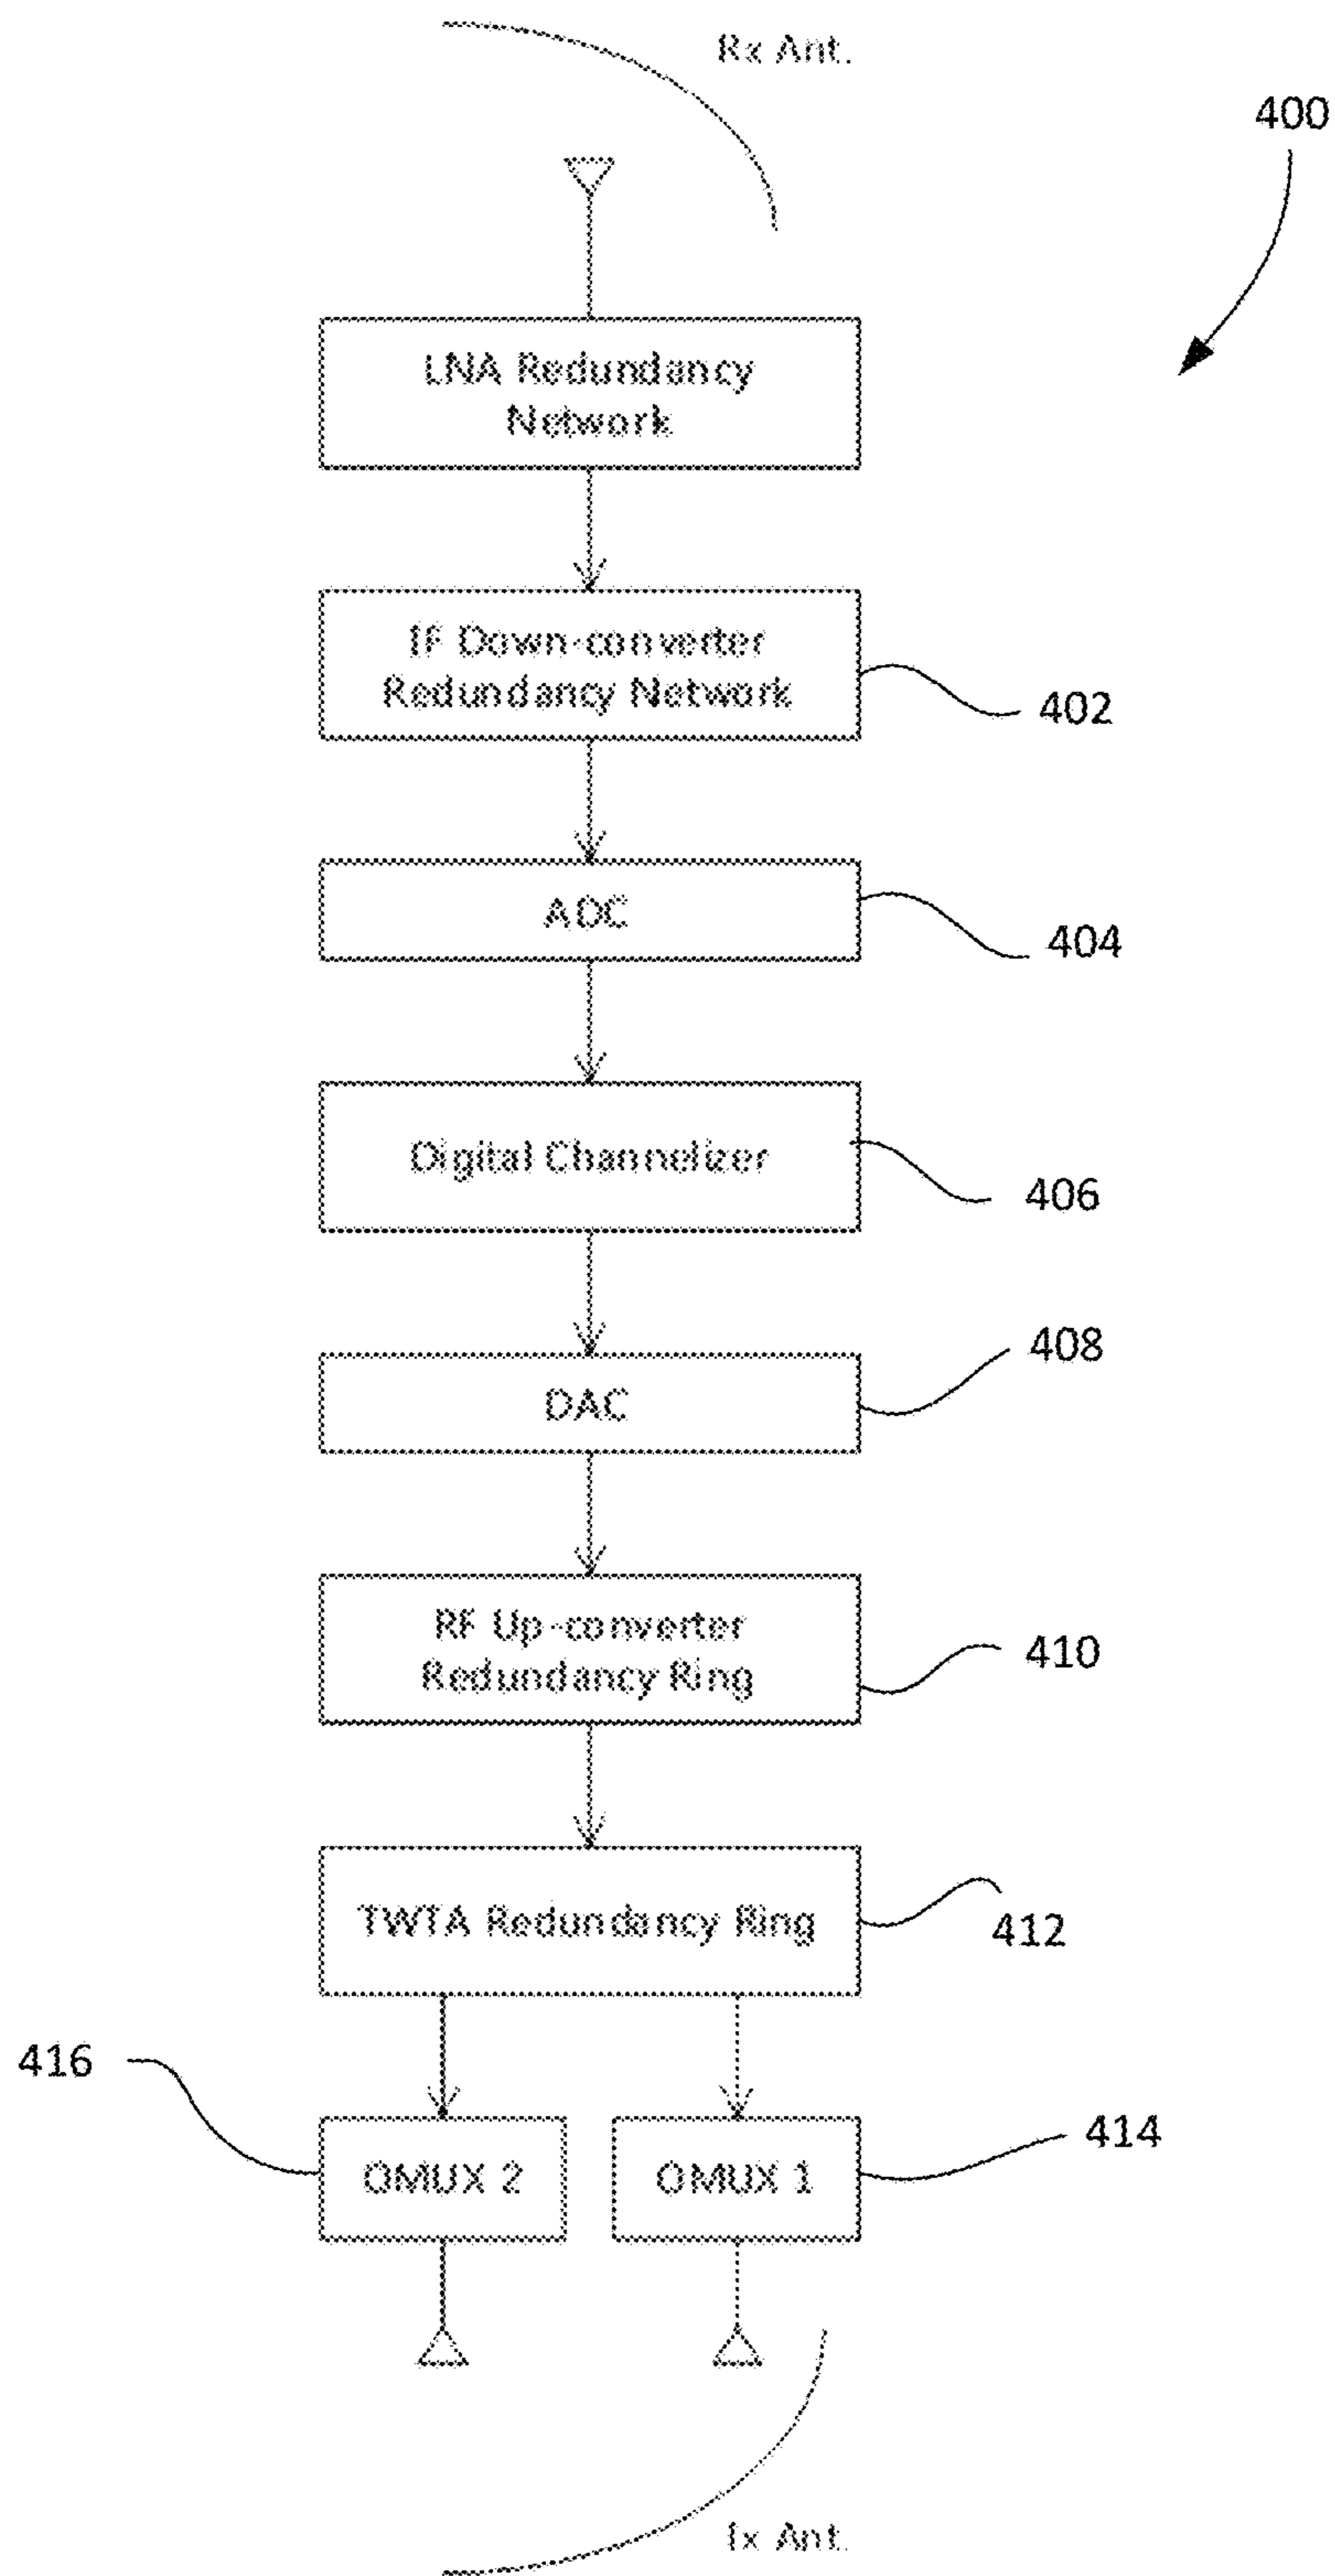 Rx Ant.
400
LNA Redundancy
Network
IF Down-converter
Redundancy Network
402
ADC
404
Digital Channelizer
406
408
DAC
RF Up-converter
Redundancy Ring
410
TWTA Redundancy Ring
412
416
414
OMUX 2
OMUX 1
Tx Ant.